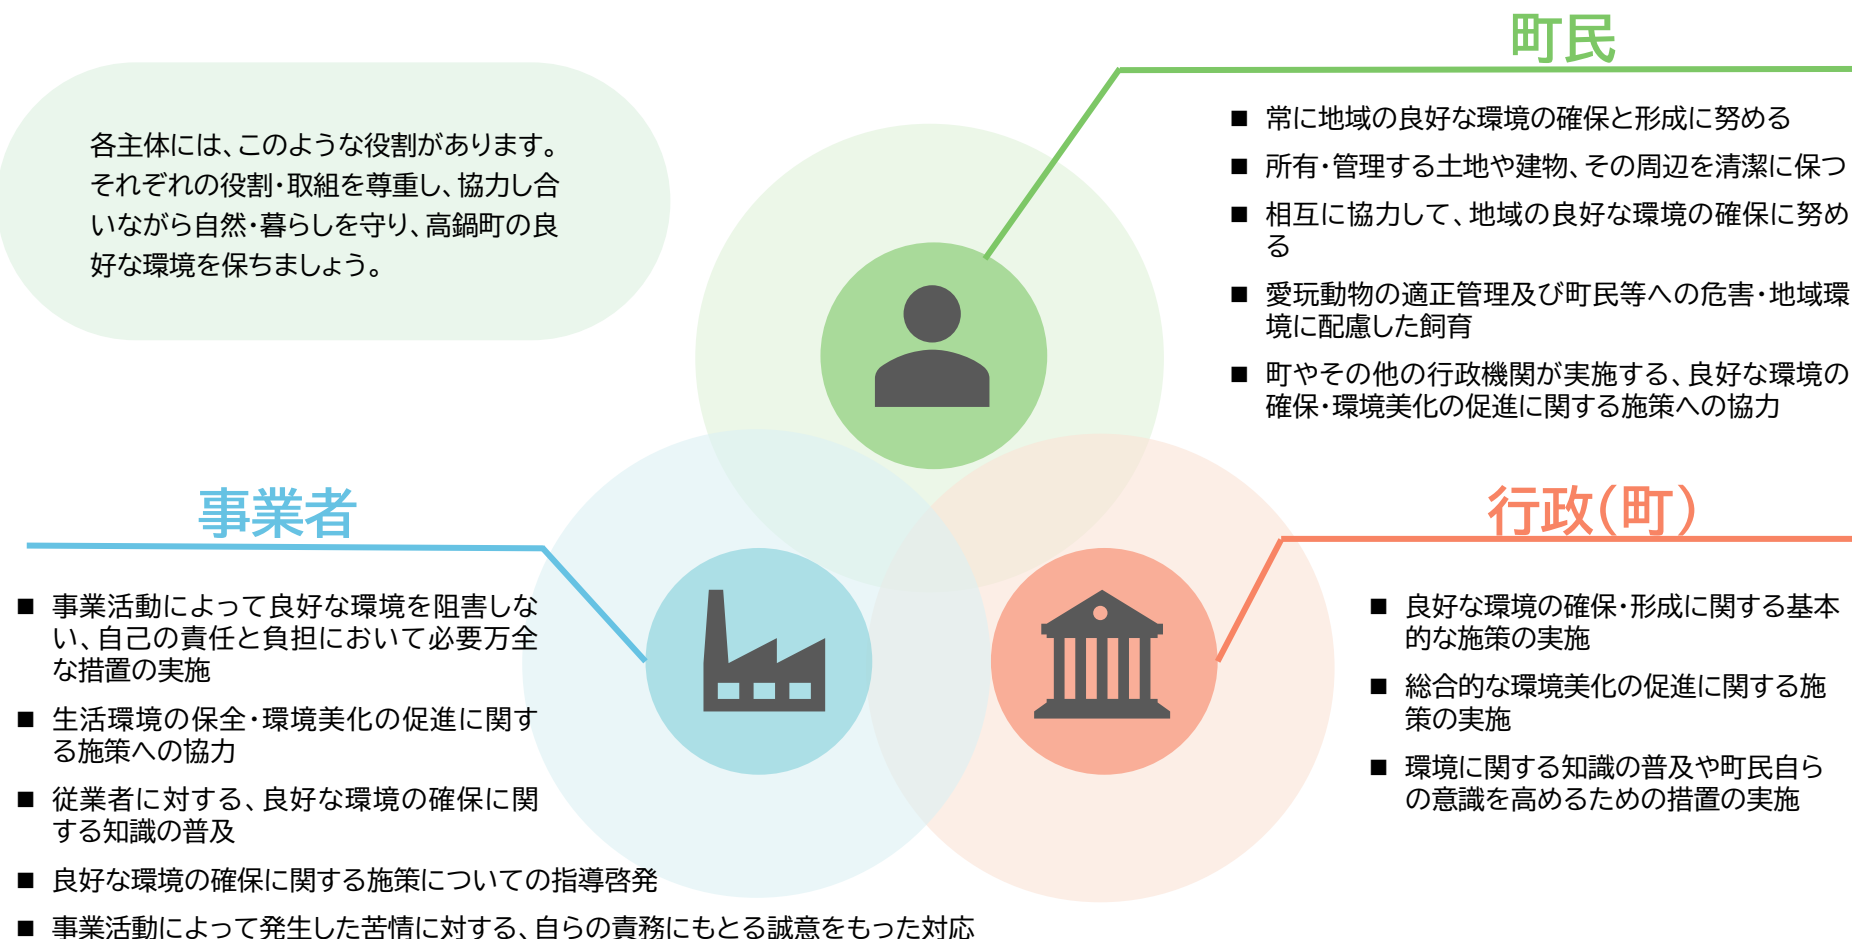 各主体には、このような役割があります。
それぞれの役割・取組を尊重し、協力し合
いながら自然・暮らしを守り、高鍋町の良
好な環境を保ちましょう。
町民
■ 常に地域の良好な環境の確保と形成に努める
■ 所有・管理する土地や建物、その周辺を清潔に保つ
■ 相互に協力して、地域の良好な環境の確保に努め
る
■ 愛玩動物の適正管理及び町民等への危害・地域環
境に配慮した飼育
■ 町やその他の行政機関が実施する、良好な環境の
確保・環境美化の促進に関する施策への協力
事業者
■ 事業活動によって良好な環境を阻害しな
い、自己の責任と負担において必要万全
な措置の実施
■ 生活環境の保全・環境美化の促進に関す
る施策への協力
■ 従業者に対する、良好な環境の確保に関
する知識の普及
■ 良好な環境の確保に関する施策についての指導啓発
■ 事業活動によって発生した苦情に対する、自らの責務にもとる誠意をもった対応
行政(町)
■ 良好な環境の確保・形成に関する基本
的な施策の実施
■ 総合的な環境美化の促進に関する施
策の実施
■ 環境に関する知識の普及や町民自ら
の意識を高めるための措置の実施